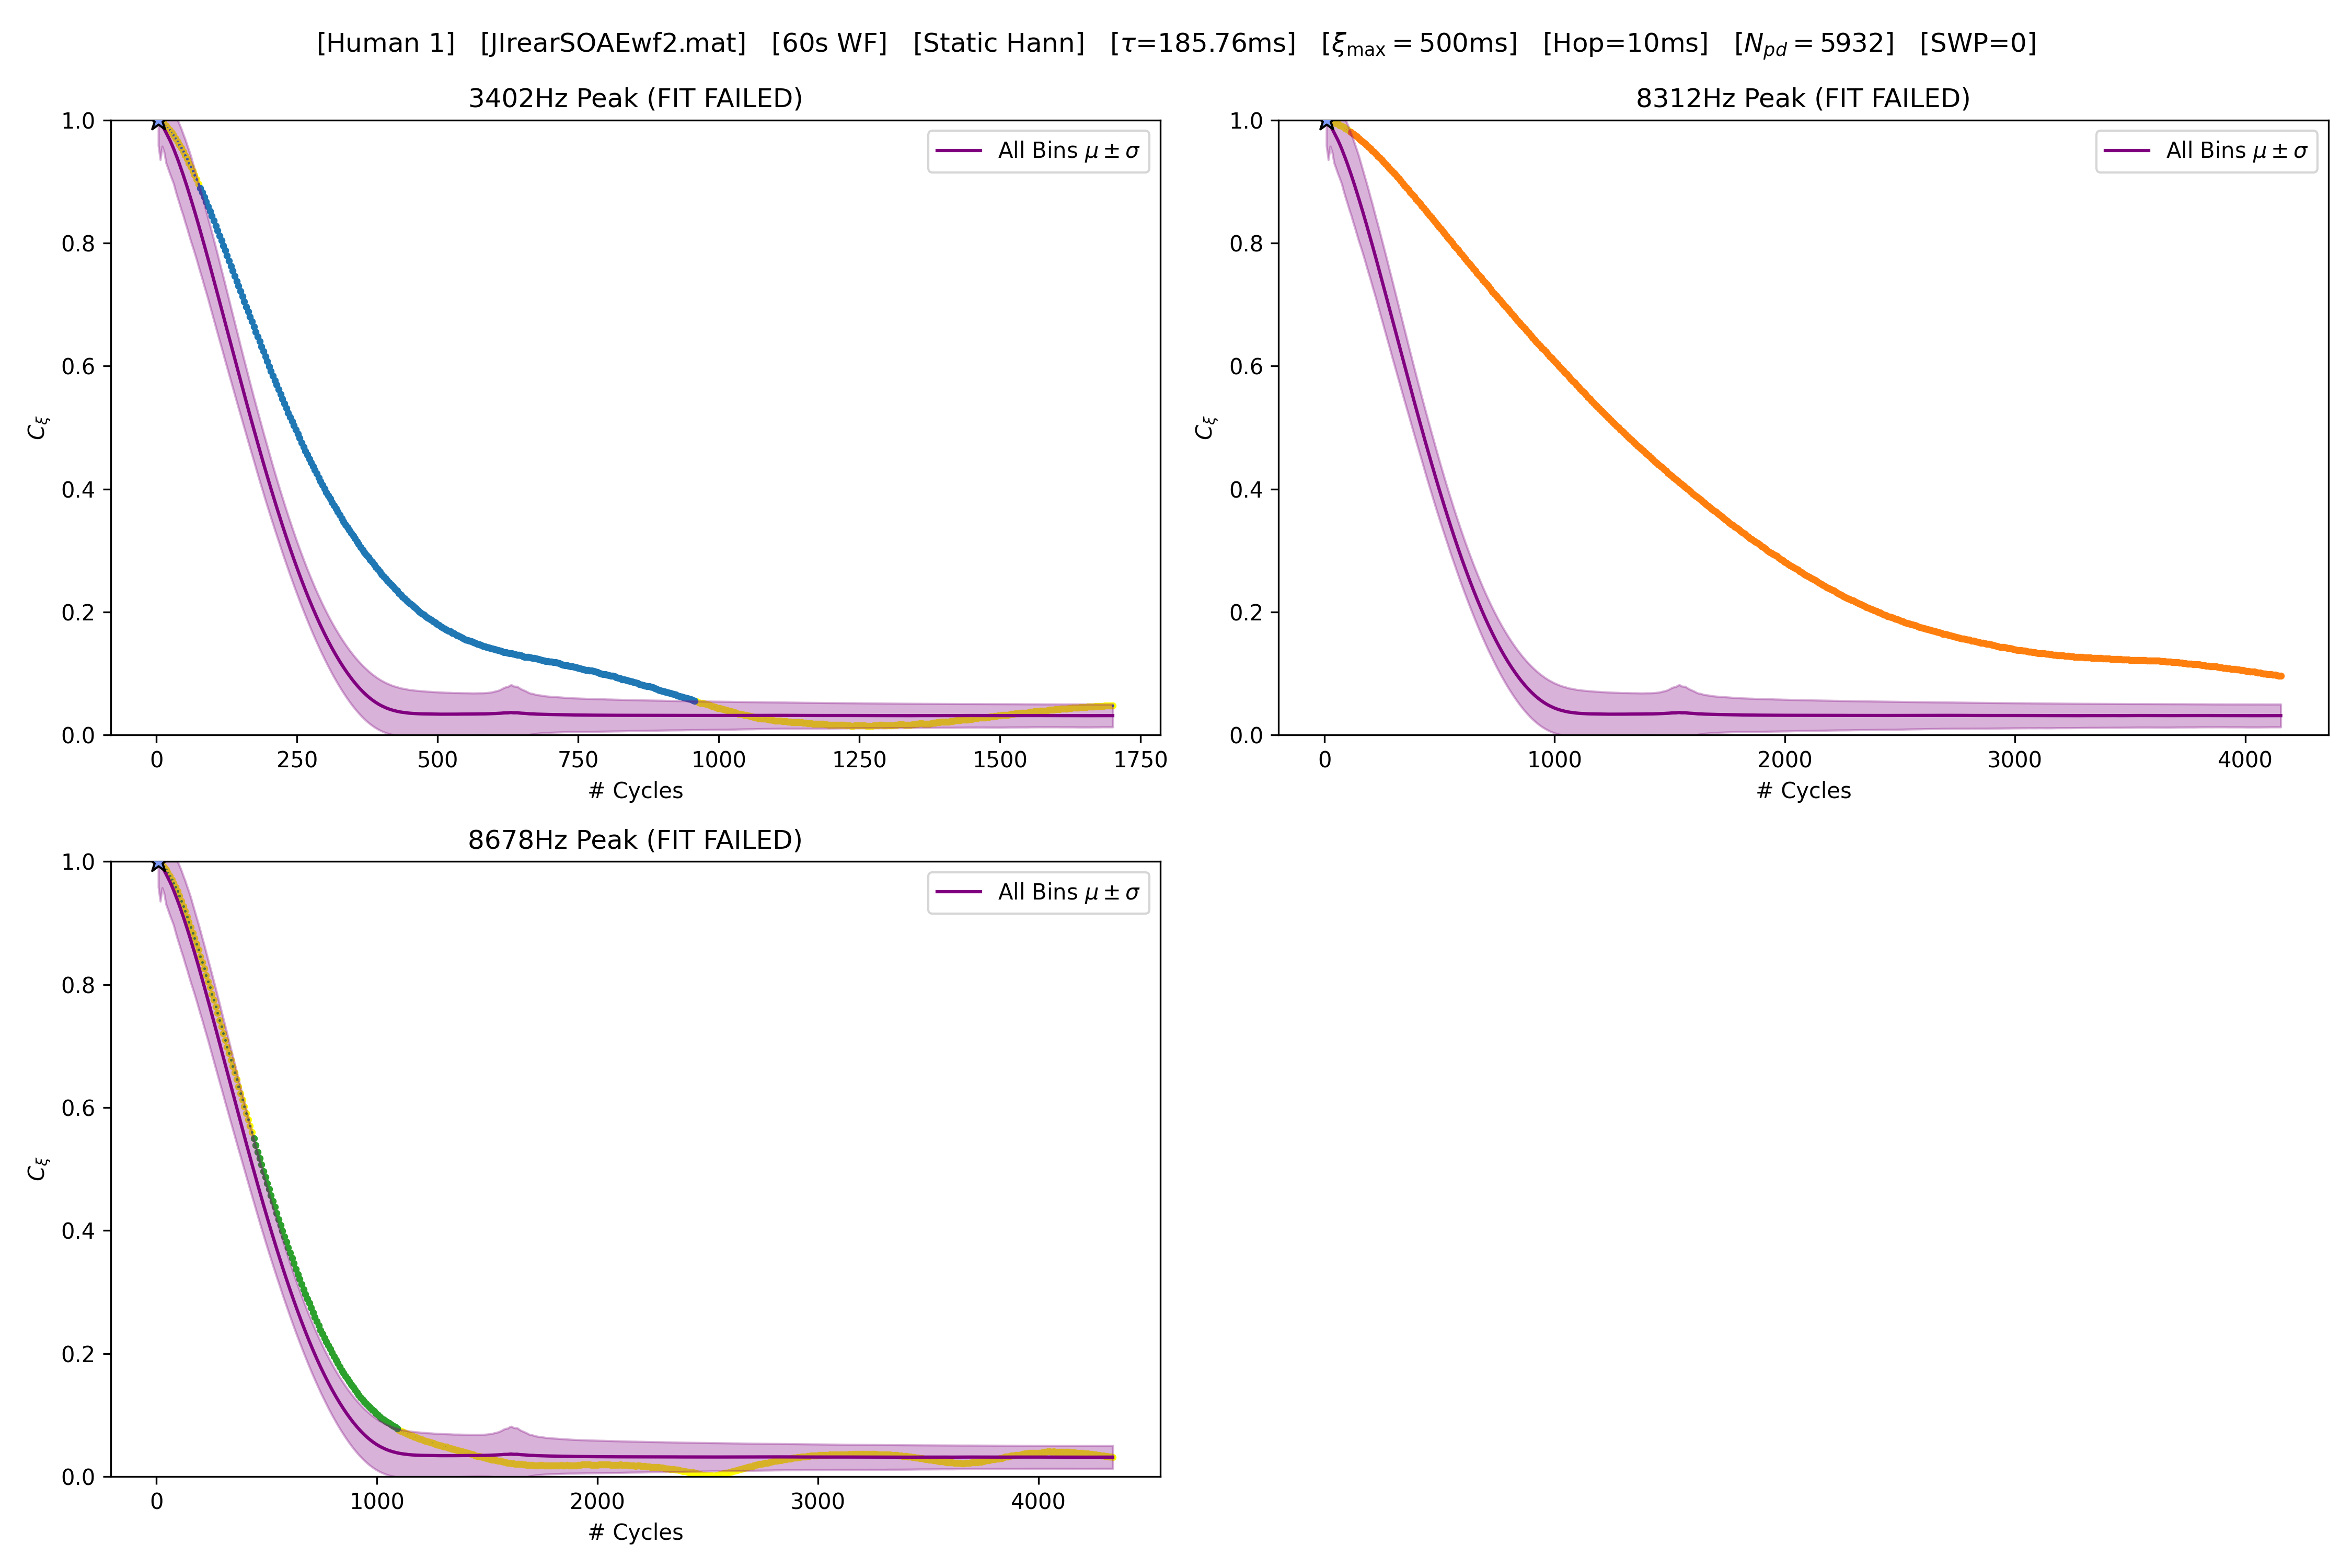 [Human 1] [JIrearSOAEwf2.mat] [60s WF] [Static Hann] [τ=185.76ms] [ξmax = 500ms] [Hop=10ms] [Npd = 5932] [SWP=0]
3402Hz Peak (FIT FAILED)
1.0
0.8
0.6
0.4
0.2
0.0
Cξ
All Bins μ ± σ
0 250 500 750 1000 1250 1500 1750
# Cycles
8312Hz Peak (FIT FAILED)
1.0
0.8
0.6
0.4
0.2
0.0
Cξ
All Bins μ ± σ
0 1000 2000 3000 4000
# Cycles
8678Hz Peak (FIT FAILED)
1.0
0.8
0.6
0.4
0.2
0.0
Cξ
All Bins μ ± σ
0 1000 2000 3000 4000
# Cycles